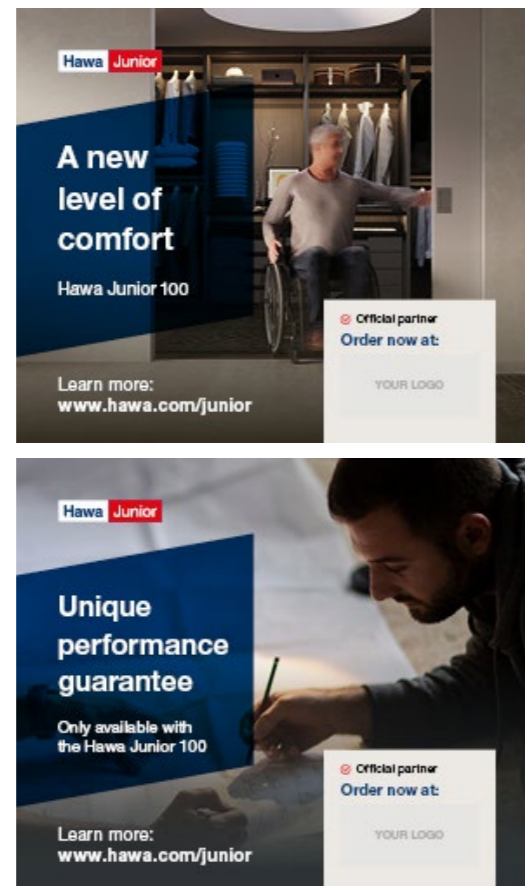 Hawa Junior
A new
level of
comfort
Hawa Junior 100
Official partner
Order now at:
YOUR LOGO
Learn more:
www.hawa.com/junior
Hawa Junior
Unique
performance
guarantee
Only available with
the Hawa Junior 100
Official partner
Order now at:
YOUR LOGO
Learn more:
www.hawa.com/junior